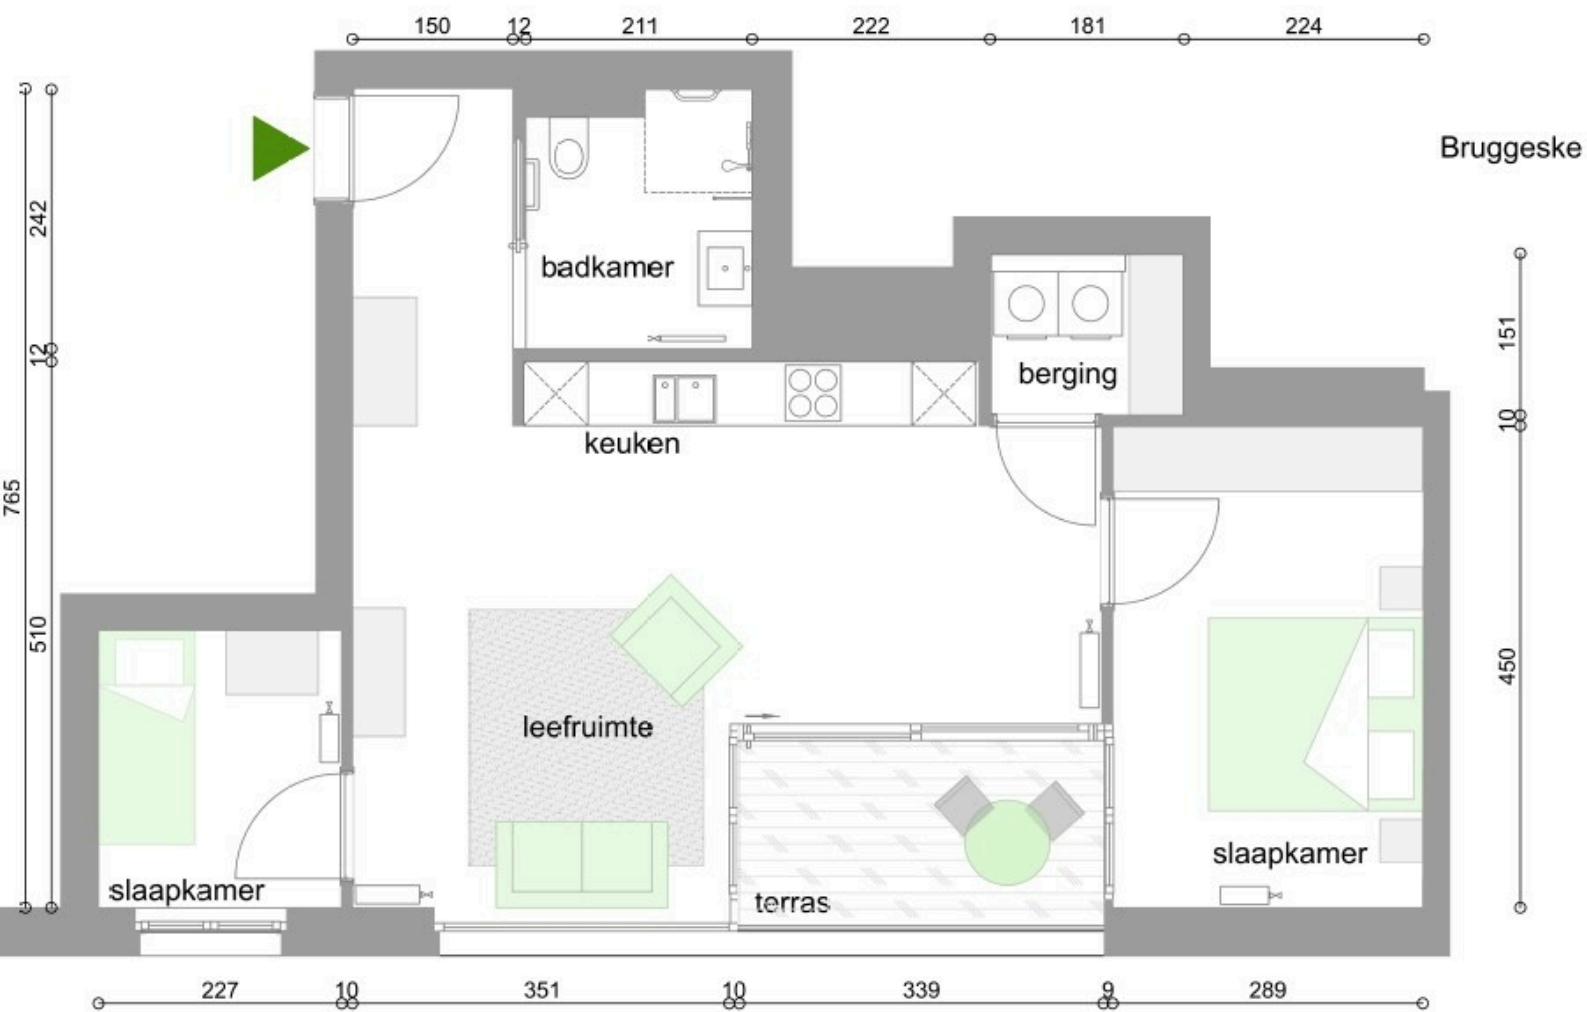 150 12 211 222 181 224
Bruggeske
242
151
badkamer
12
berging
10
keuken
765
510
450
leefruimte
slaapkamer
slaapkamer
terras
227 10 351 10 339 9 289